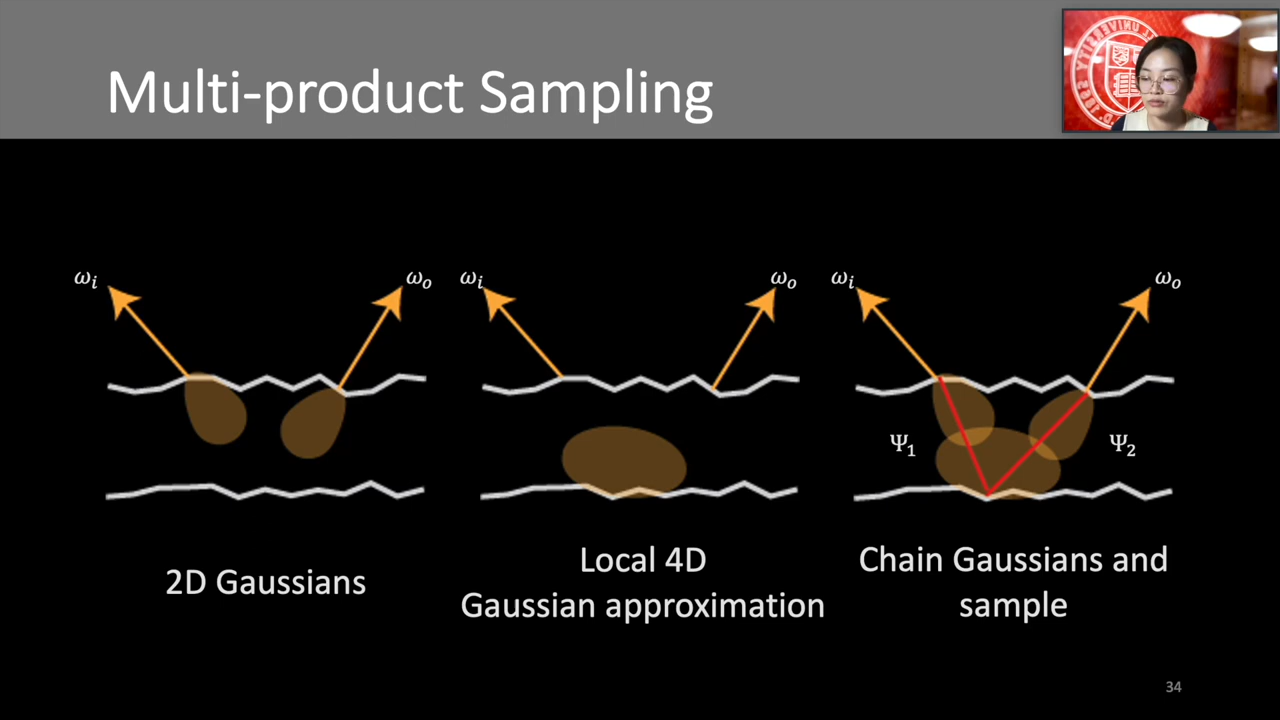 Multi-product Sampling
ωi ωo ωi ωo ωi ωo
Ψ1 Ψ2
2D Gaussians
Local 4D
Gaussian approximation
Chain Gaussians and
sample
34